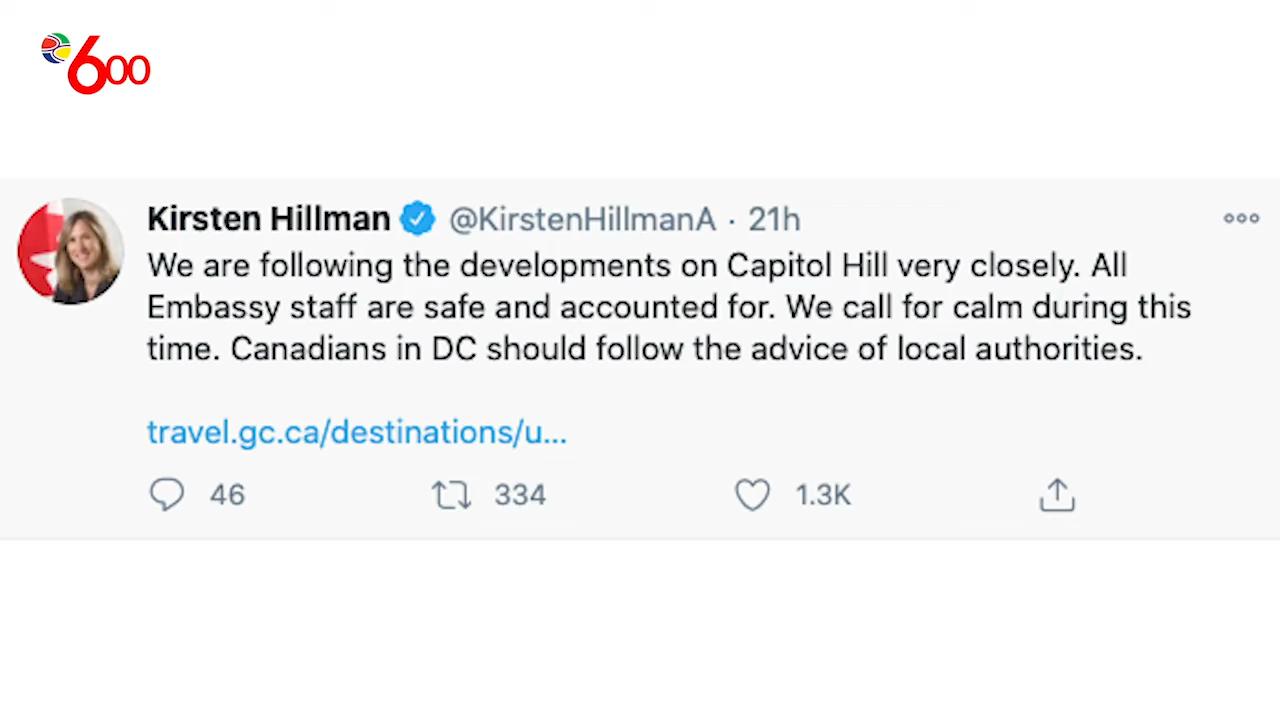 600
Kirsten Hillman @KirstenHillmanA · 21h
We are following the developments on Capitol Hill very closely. All
Embassy staff are safe and accounted for. We call for calm during this
time. Canadians in DC should follow the advice of local authorities.
travel.gc.ca/destinations/u...
46 334 1.3K